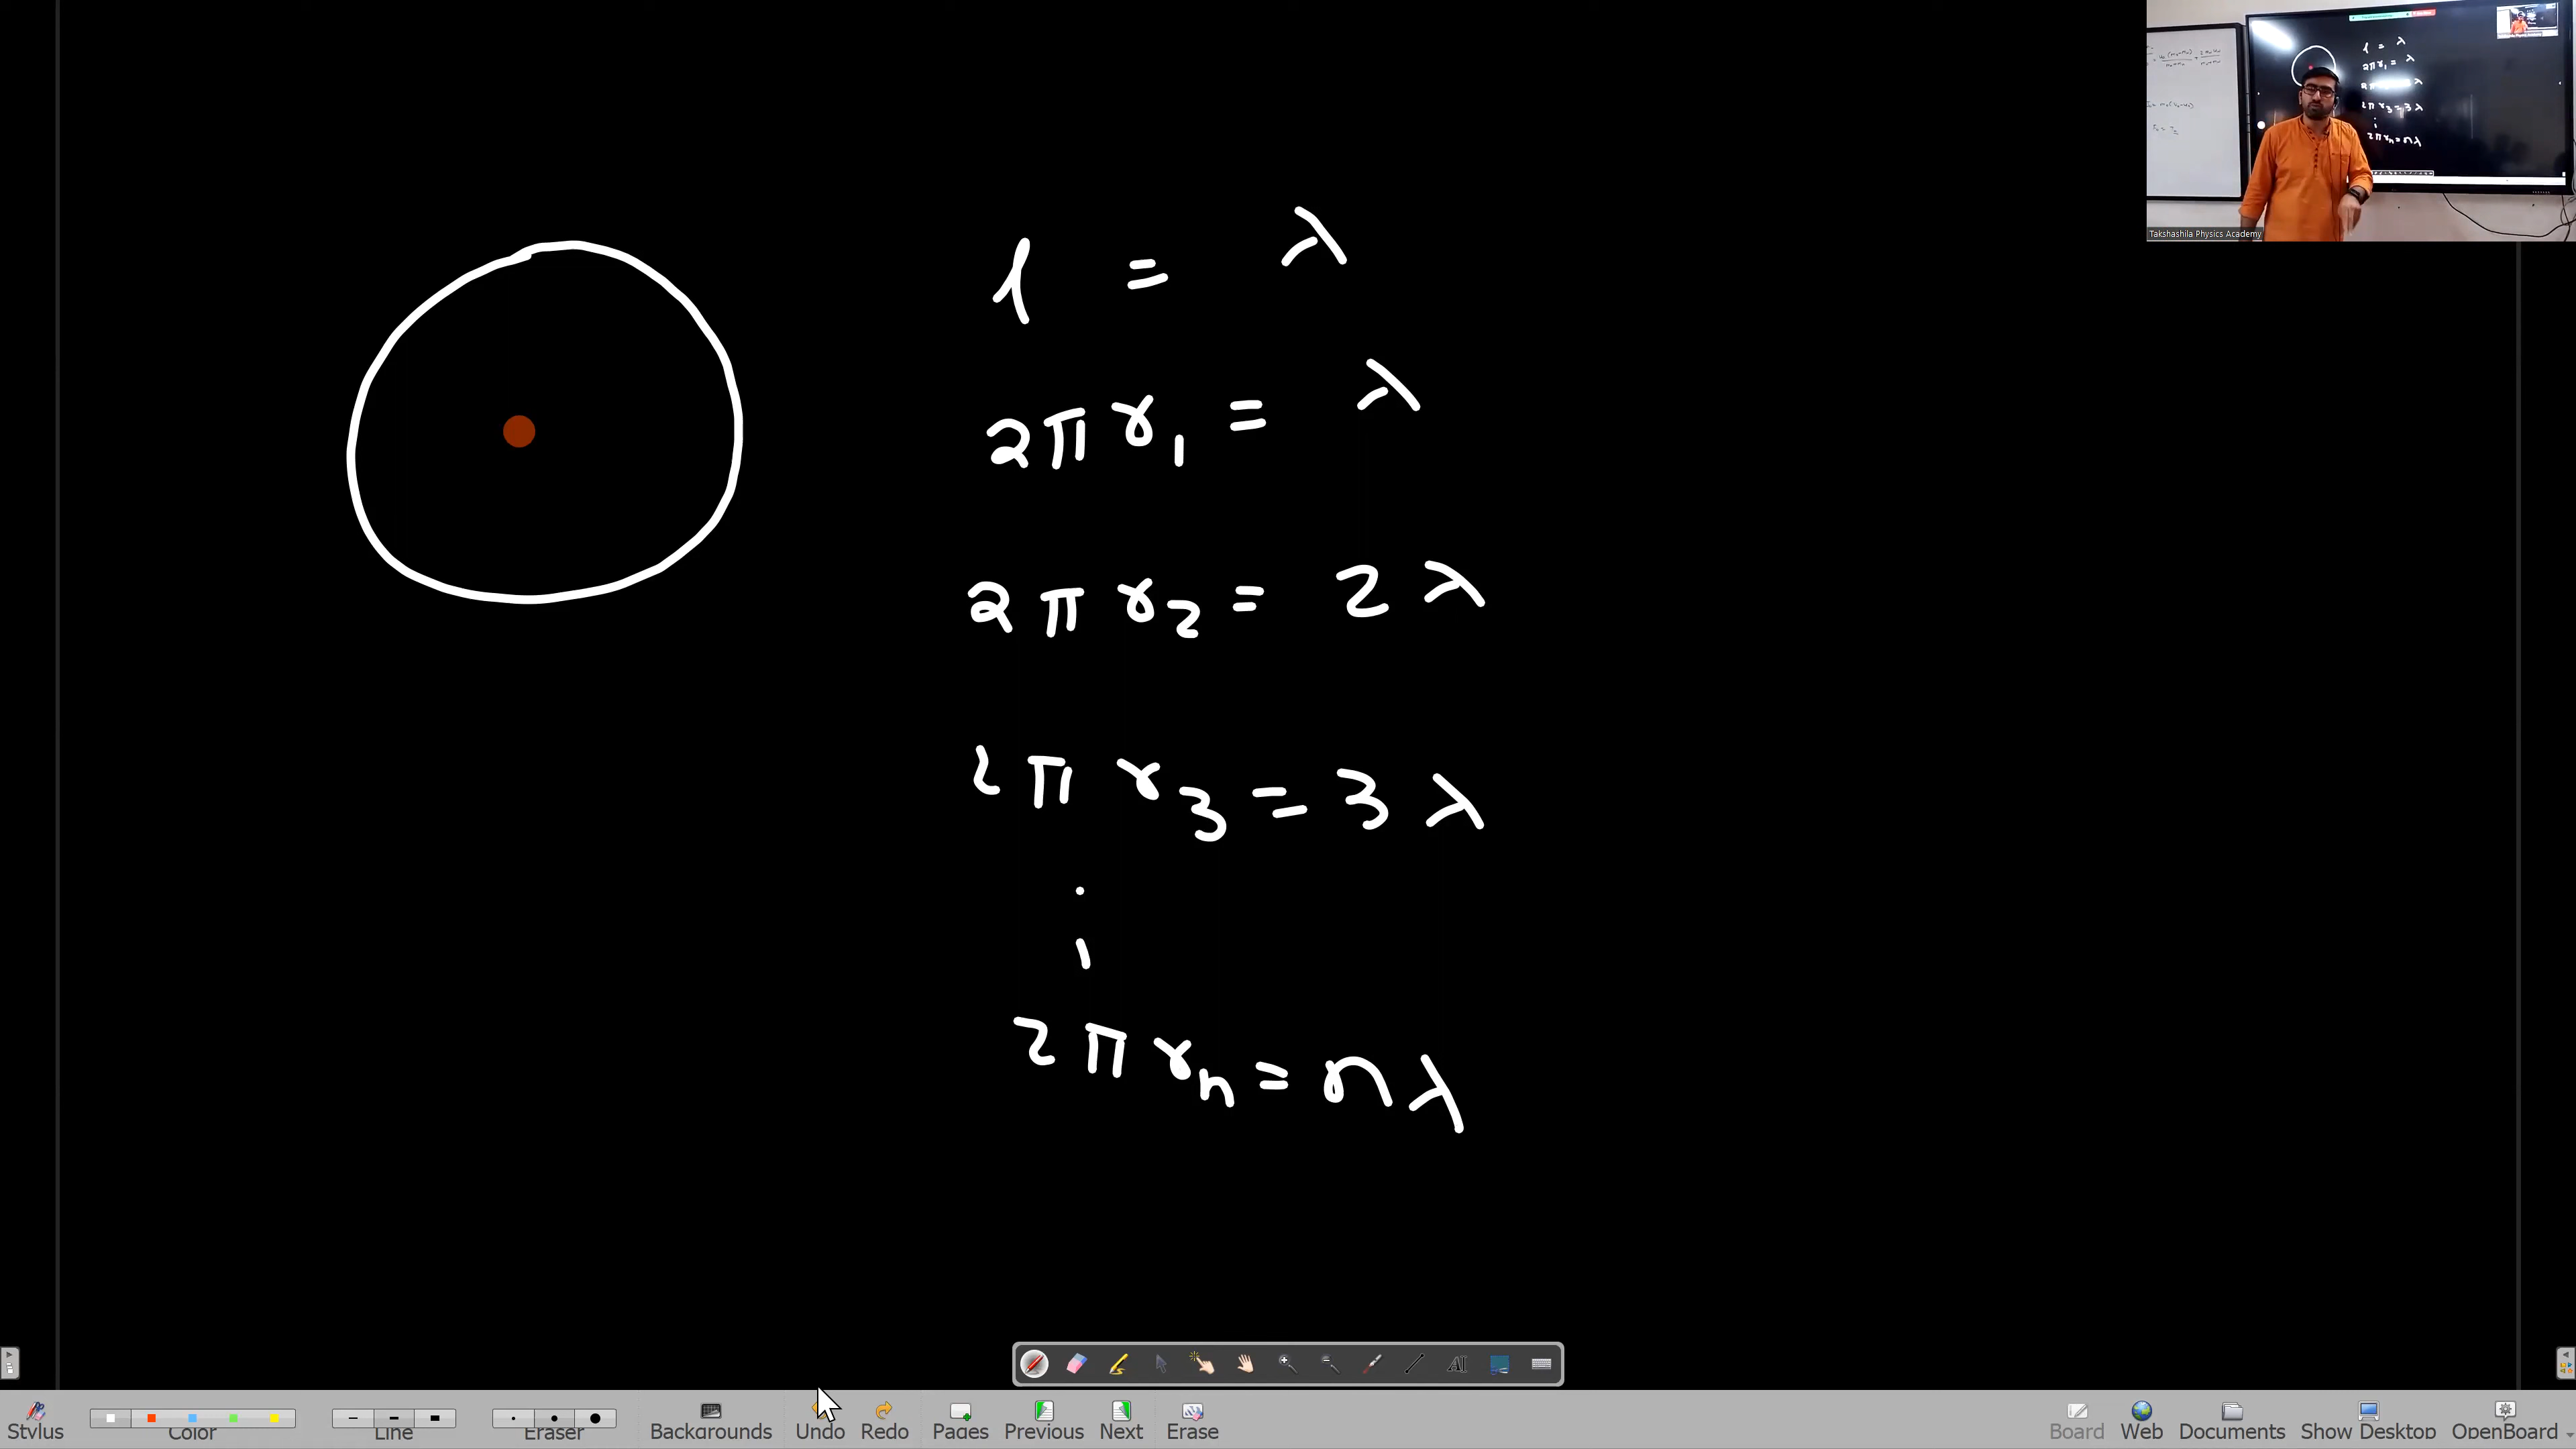 l = λ
2πr₁ = λ
2πr₂ = 2λ
2πr₃ = 3λ
2πrₙ = nλ
Takshashila Physics Academy
Stylus Color Line Eraser Backgrounds Undo Redo Pages Previous Next Erase Board Web Documents Show Desktop OpenBoard